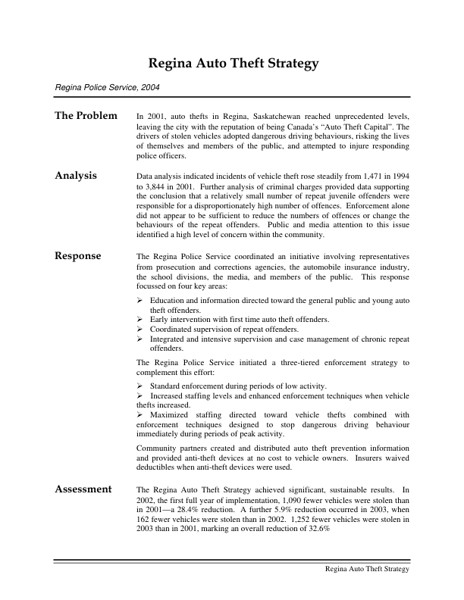 Regina Auto Theft Strategy
Regina Police Service, 2004
The Problem
In 2001, auto thefts in Regina, Saskatchewan reached unprecedented levels,
leaving the city with the reputation of being Canada's "Auto Theft Capital". The
drivers of stolen vehicles adopted dangerous driving behaviours, risking the lives
of themselves and members of the public, and attempted to injure responding
police officers.
Analysis
Data analysis indicated incidents of vehicle theft rose steadily from 1,471 in 1994
to 3,844 in 2001. Further analysis of criminal charges provided data supporting
the conclusion that a relatively small number of repeat juvenile offenders were
responsible for a disproportionately high number of offences. Enforcement alone
did not appear to be sufficient to reduce the numbers of offences or change the
behaviours of the repeat offenders. Public and media attention to this issue
identified a high level of concern within the community.
Response
The Regina Police Service coordinated an initiative involving representatives
from prosecution and corrections agencies, the automobile insurance industry,
the school divisions, the media, and members of the public. This response
focussed on four key areas:
➢ Education and information directed toward the general public and young auto
theft offenders.
➢ Early intervention with first time auto theft offenders.
➢ Coordinated supervision of repeat offenders.
➢ Integrated and intensive supervision and case management of chronic repeat
offenders.
The Regina Police Service initiated a three-tiered enforcement strategy to
complement this effort:
➢ Standard enforcement during periods of low activity.
➢ Increased staffing levels and enhanced enforcement techniques when vehicle
thefts increased.
➢ Maximized staffing directed toward vehicle thefts combined with
enforcement techniques designed to stop dangerous driving behaviour
immediately during periods of peak activity.
Community partners created and distributed auto theft prevention information
and provided anti-theft devices at no cost to vehicle owners. Insurers waived
deductibles when anti-theft devices were used.
Assessment
The Regina Auto Theft Strategy achieved significant, sustainable results. In
2002, the first full year of implementation, 1,090 fewer vehicles were stolen than
in 2001—a 28.4% reduction. A further 5.9% reduction occurred in 2003, when
162 fewer vehicles were stolen than in 2002. 1,252 fewer vehicles were stolen in
2003 than in 2001, marking an overall reduction of 32.6%
Regina Auto Theft Strategy